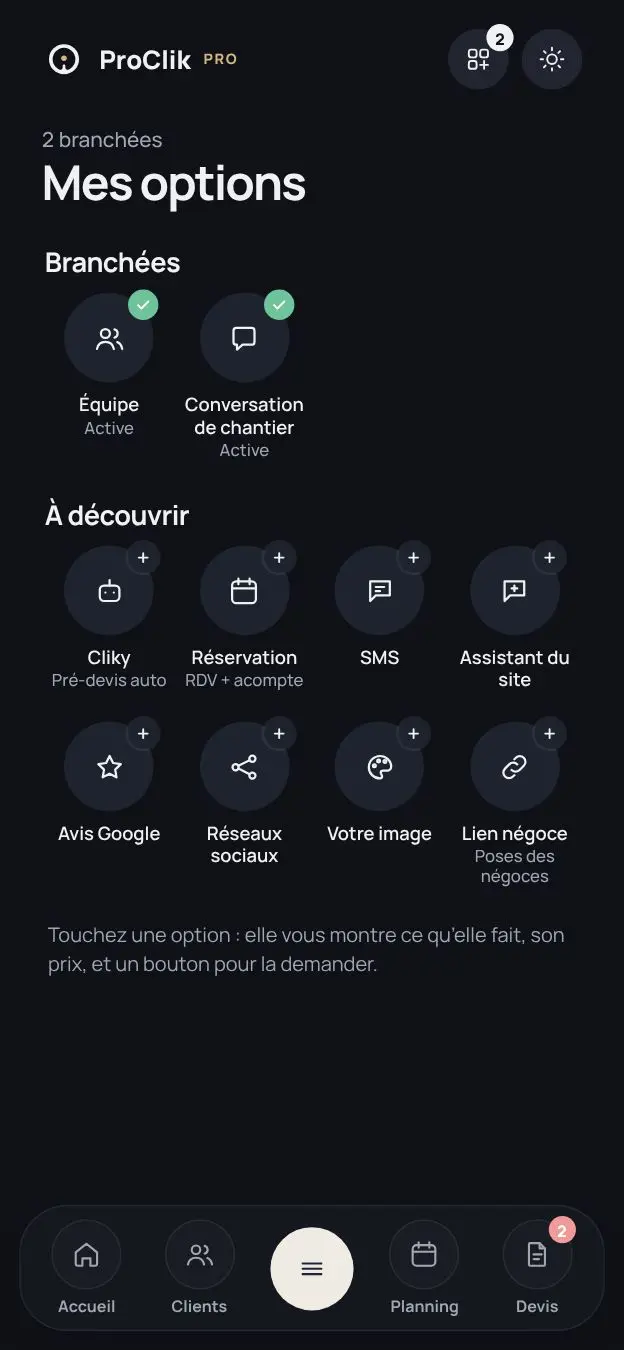 ProClik PRO
2
2 branchées
Mes options
Branchées
Équipe
Active
Conversation
de chantier
Active
À découvrir
Cliky
Pré-devis auto
Réservation
RDV + acompte
SMS
Assistant du
site
Avis Google
Réseaux
sociaux
Votre image
Lien négoce
Poses des
négoces
Touchez une option : elle vous montre ce qu'elle fait, son
prix, et un bouton pour la demander.
Accueil
Clients
Planning
2
Devis